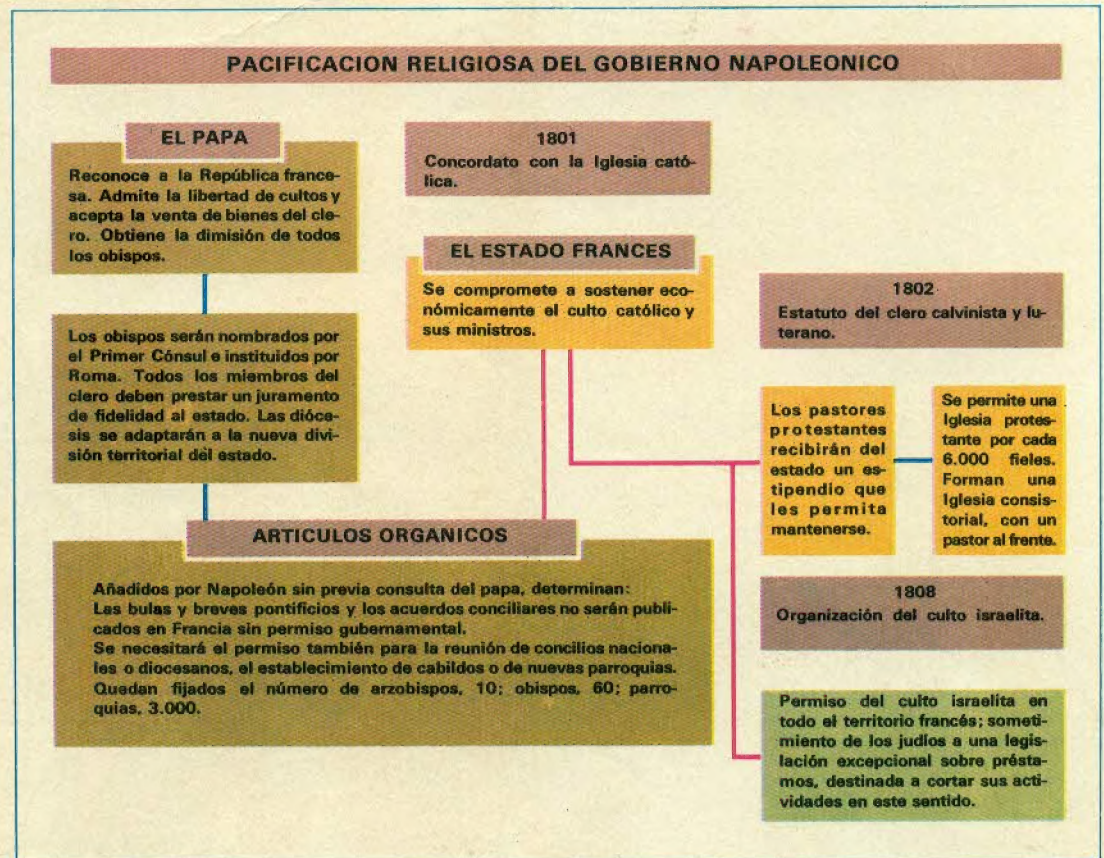 PACIFICACION RELIGIOSA DEL GOBIERNO NAPOLEONICO
EL PAPA
Reconoce a la República france-
sa. Admite la libertad de cultos y
acepta la venta de bienes del cle-
ro. Obtiene la dimisión de todos
los obispos.
Los obispos serán nombrados por
el Primer Cónsul e instituidos por
Roma. Todos los miembros del
clero deben prestar un juramento
de fidelidad al estado. Las dióce-
sis se adaptarán a la nueva divi-
sión territorial del estado.
1801
Concordato con la Iglesia cató-
lica.
EL ESTADO FRANCES
Se compromete a sostener eco-
nómicamente el culto católico y
sus ministros.
ARTICULOS ORGANICOS
Añadidos por Napoleón sin previa consulta del papa, determinan:
Las bulas y breves pontificios y los acuerdos conciliares no serán publi-
cados en Francia sin permiso gubernamental.
Se necesitará el permiso también para la reunión de concilios naciona-
les o diocesanos, el establecimiento de cabildos o de nuevas parroquias.
Quedan fijados el número de arzobispos, 10; obispos, 60; parro-
quias, 3.000.
1802
Estatuto del clero calvinista y lu-
terano.
Los pastores
protestantes
recibirán del
estado un es-
tipendio que
les permita
mantenerse.
Se permite una
Iglesia protes-
tante por cada
6.000 fieles.
Forman una
Iglesia consis-
torial, con un
pastor al frente.
1808
Organización del culto israelita.
Permiso del culto israelita en
todo el territorio francés; someti-
miento de los judíos a una legis-
lación excepcional sobre présta-
mos, destinada a cortar sus acti-
vidades en este sentido.